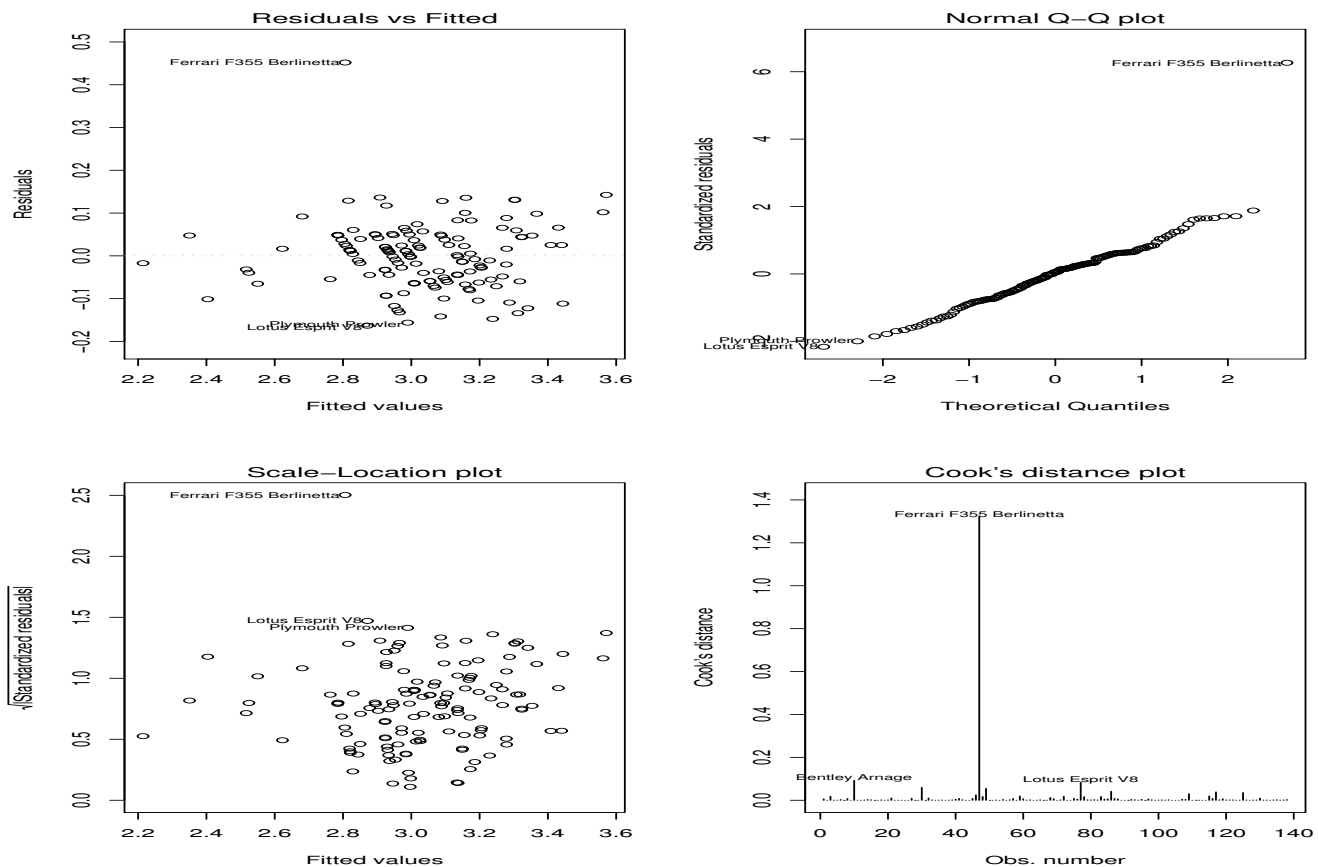 Residuals vs Fitted
Ferrari F355 Berlinetta
Plymouth Prowler
Lotus Esprit V8
Residuals
−0.2 −0.1 0.0 0.1 0.2 0.3 0.4 0.5
2.2 2.4 2.6 2.8 3.0 3.2 3.4 3.6
Fitted values
Normal Q−Q plot
Ferrari F355 Berlinetta
Plymouth Prowler
Lotus Esprit V8
Standardized residuals
−2 0 2 4 6
−2 −1 0 1 2
Theoretical Quantiles
Scale−Location plot
Ferrari F355 Berlinetta
Lotus Esprit V8
Plymouth Prowler
√|Standardized residuals|
0.0 0.5 1.0 1.5 2.0 2.5
2.2 2.4 2.6 2.8 3.0 3.2 3.4 3.6
Fitted values
Cook's distance plot
Ferrari F355 Berlinetta
Bentley Arnage
Lotus Esprit V8
Cook's distance
0.0 0.2 0.4 0.6 0.8 1.0 1.2 1.4
0 20 40 60 80 100 120 140
Obs. number